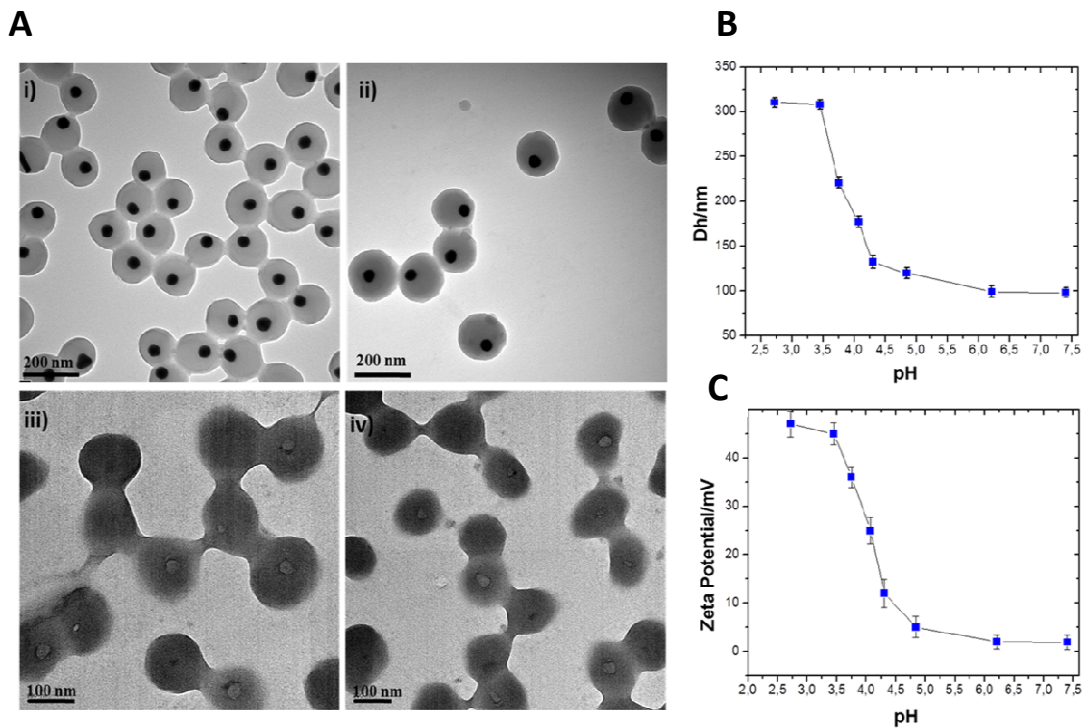 A
i)
ii)
200 nm
200 nm
iii)
iv)
100 nm
100 nm
B
Dh/nm
350
300
250
200
150
100
50
2,5 3,0 3,5 4,0 4,5 5,0 5,5 6,0 6,5 7,0 7,5
pH
C
Zeta Potential/mV
40
30
20
10
0
2,0 2,5 3,0 3,5 4,0 4,5 5,0 5,5 6,0 6,5 7,0 7,5
pH